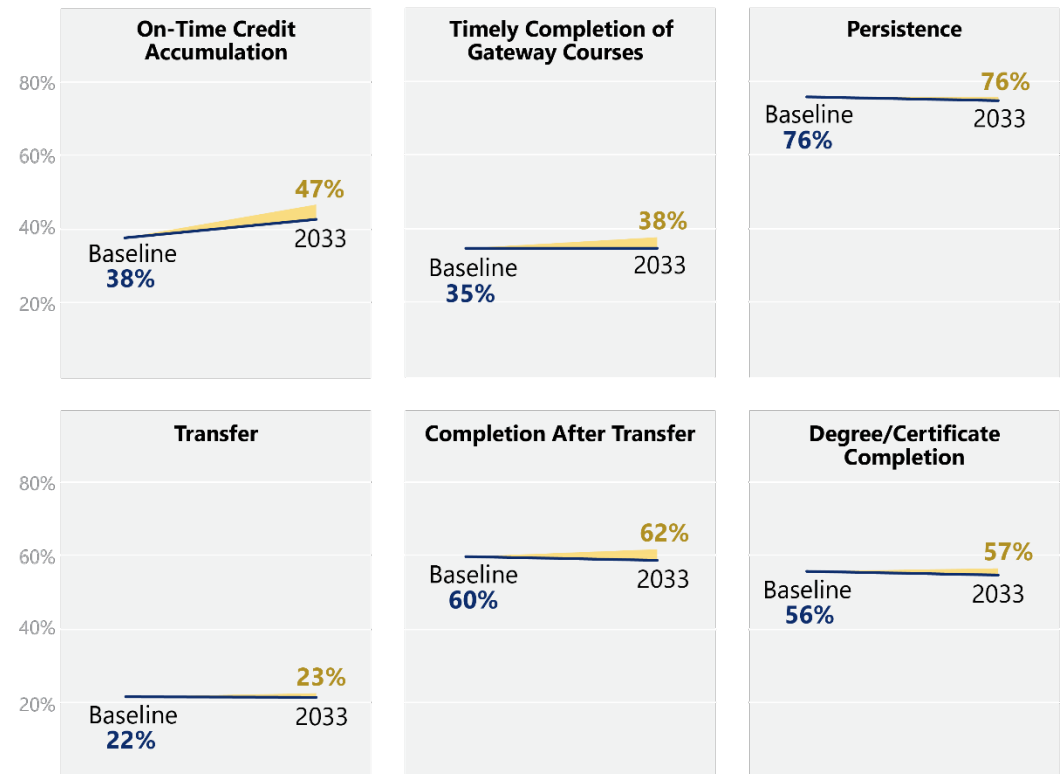 On-Time Credit
Accumulation
80%
60%
40%
20%
47%
Baseline
38%
2033
Timely Completion of
Gateway Courses
38%
Baseline
35%
2033
Persistence
76%
Baseline
76%
2033
Transfer
80%
60%
40%
20%
23%
Baseline
22%
2033
Completion After Transfer
62%
Baseline
60%
2033
Degree/Certificate
Completion
57%
Baseline
56%
2033